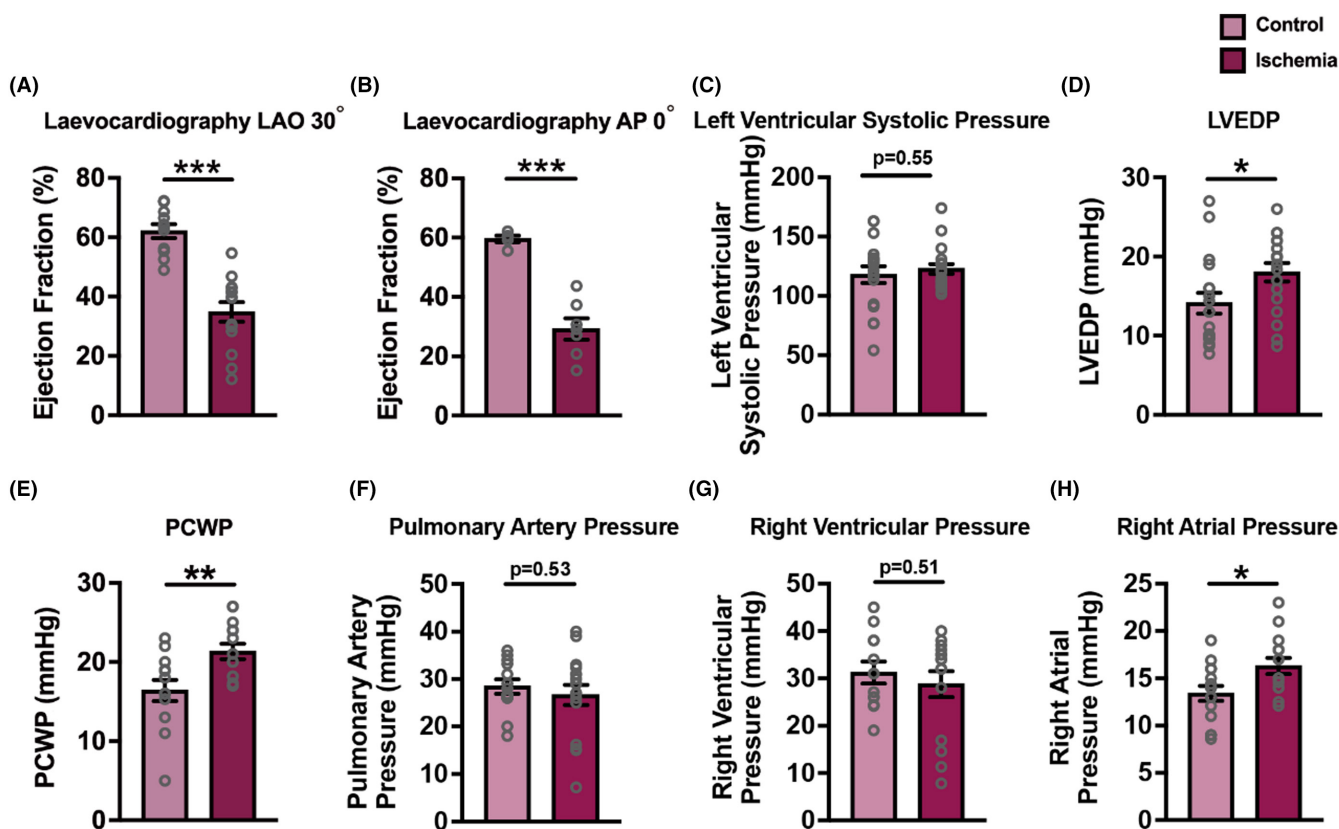 Control
Ischemia
(A)
Laevocardiography LAO 30°
***
Ejection Fraction (%)
80
60
40
20
0
(B)
Laevocardiography AP 0°
***
Ejection Fraction (%)
80
60
40
20
0
(C)
Left Ventricular Systolic Pressure
p=0.55
Left Ventricular
Systolic Pressure (mmHg)
200
150
100
50
0
(D)
LVEDP
*
LVEDP (mmHg)
30
20
10
0
(E)
PCWP
**
PCWP (mmHg)
30
20
10
0
(F)
Pulmonary Artery Pressure
p=0.53
Pulmonary Artery
Pressure (mmHg)
50
40
30
20
10
0
(G)
Right Ventricular Pressure
p=0.51
Right Ventricular
Pressure (mmHg)
50
40
30
20
10
0
(H)
Right Atrial Pressure
*
Right Atrial
Pressure (mmHg)
25
20
15
10
5
0